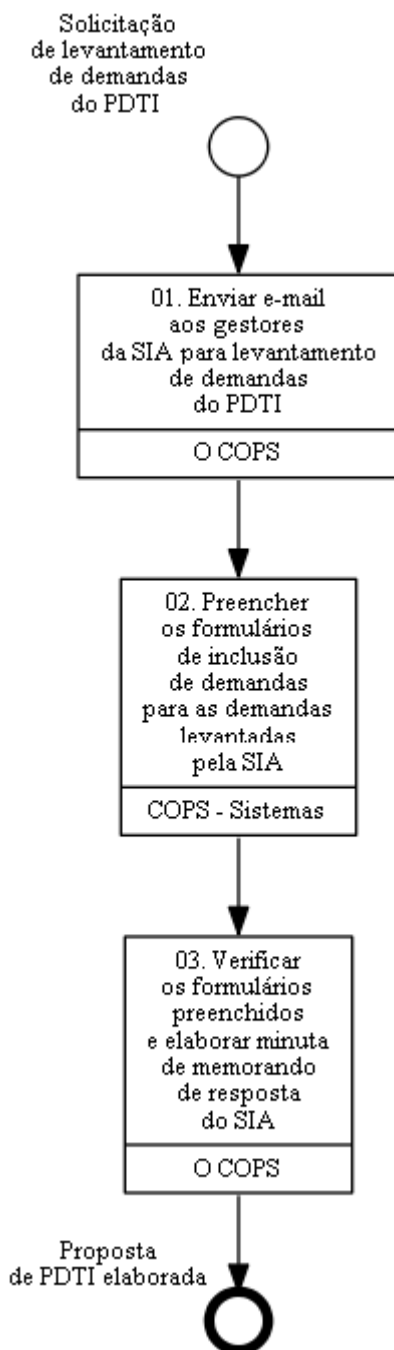 Solicitação
de levantamento
de demandas
do PDTI
01. Enviar e-mail
aos gestores
da SIA para levantamento
de demandas
do PDTI
O COPS
02. Preencher
os formulários
de inclusão
de demandas
para as demandas
levantadas
pela SIA
COPS - Sistemas
03. Verificar
os formulários
preenchidos
e elaborar minuta
de memorando
de resposta
do SIA
O COPS
Proposta
de PDTI elaborada